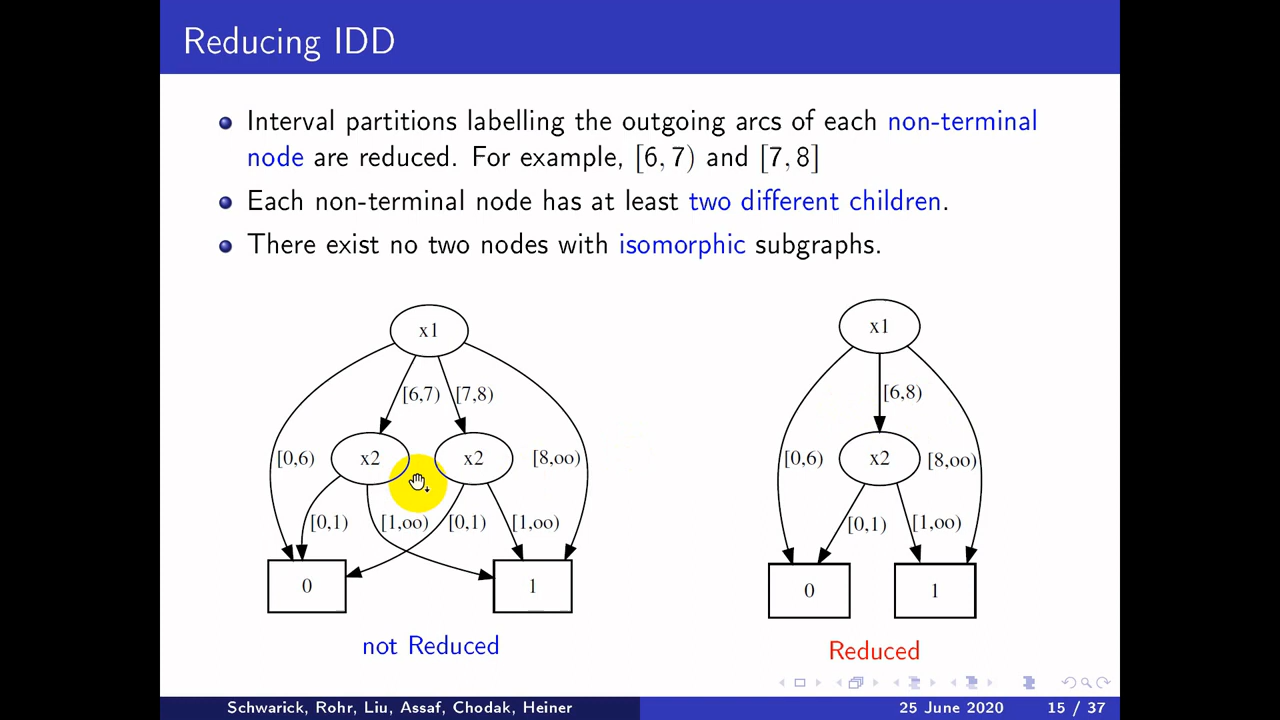 Reducing IDD
Interval partitions labelling the outgoing arcs of each non-terminal
node are reduced. For example, [6, 7) and [7, 8]
Each non-terminal node has at least two different children.
There exist no two nodes with isomorphic subgraphs.
x1
[6,7)
[7,8)
[0,6)
x2
x2
[8,oo)
[0,1)
[1,oo)
[0,1)
[1,oo)
0
1
not Reduced
x1
[6,8)
[0,6)
x2
[8,oo)
[0,1)
[1,oo)
0
1
Reduced
Schwarick, Rohr, Liu, Assaf, Chodak, Heiner
25 June 2020
15 / 37